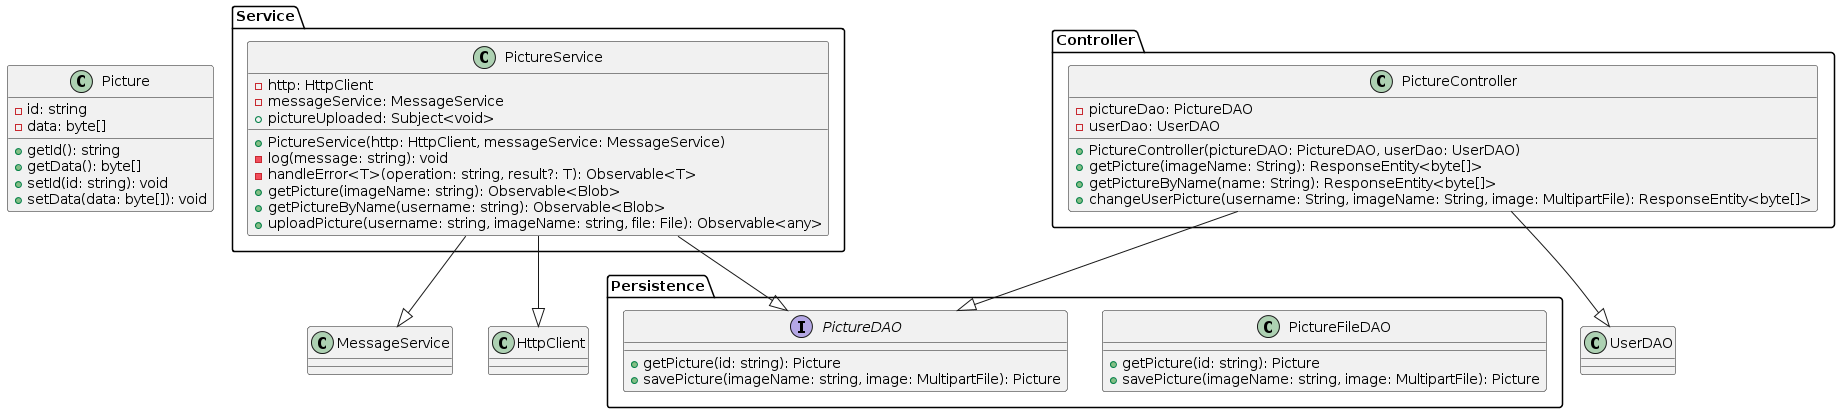 Service
Controller
C PictureService
http: HttpClient
messageService: MessageService
pictureUploaded: Subject<void>
PictureService(http: HttpClient, messageService: MessageService)
log(message: string): void
handleError<T>(operation: string, result?: T): Observable<T>
getPicture(imageName: string): Observable<Blob>
getPictureByName(username: string): Observable<Blob>
uploadPicture(username: string, imageName: string, file: File): Observable<any>
C Picture
id: string
data: byte[]
getId(): string
getData(): byte[]
setId(id: string): void
setData(data: byte[]): void
C PictureController
pictureDao: PictureDAO
userDao: UserDAO
PictureController(pictureDAO: PictureDAO, userDao: UserDAO)
getPicture(imageName: String): ResponseEntity<byte[]>
getPictureByName(name: String): ResponseEntity<byte[]>
changeUserPicture(username: String, imageName: String, image: MultipartFile): ResponseEntity<byte[]>
Persistence
C MessageService
C HttpClient
I PictureDAO
getPicture(id: string): Picture
savePicture(imageName: string, image: MultipartFile): Picture
C PictureFileDAO
getPicture(id: string): Picture
savePicture(imageName: string, image: MultipartFile): Picture
C UserDAO